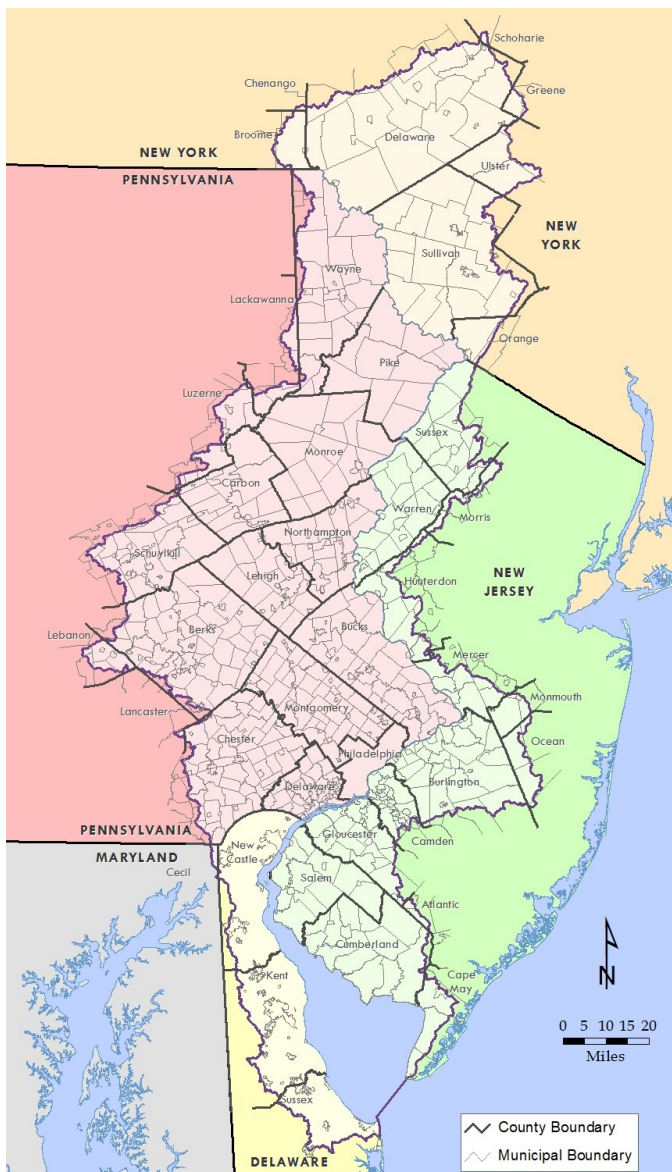 Schoharie
Chenango
Greene
Broome
Delaware
NEW YORK
Ulster
PENNSYLVANIA
NEW
YORK
Sullivan
Wayne
Lackawanna
Orange
Pike
Luzerne
Sussex
Monroe
Carbon
Warren
Morris
Northampton
Schuylkill
NEW
JERSEY
Lehigh
Hunterdon
Lebanon
Berks
Bucks
Mercer
Monmouth
Lancaster
Montgomery
Chester
Ocean
Philadelphia
Delaware
Burlington
PENNSYLVANIA
Gloucester
MARYLAND
New
Castle
Camden
Cecil
Salem
Atlantic
Cumberland
Kent
Cape
May
N
0 5 10 15 20
Miles
Sussex
County Boundary
Municipal Boundary
DELAWARE